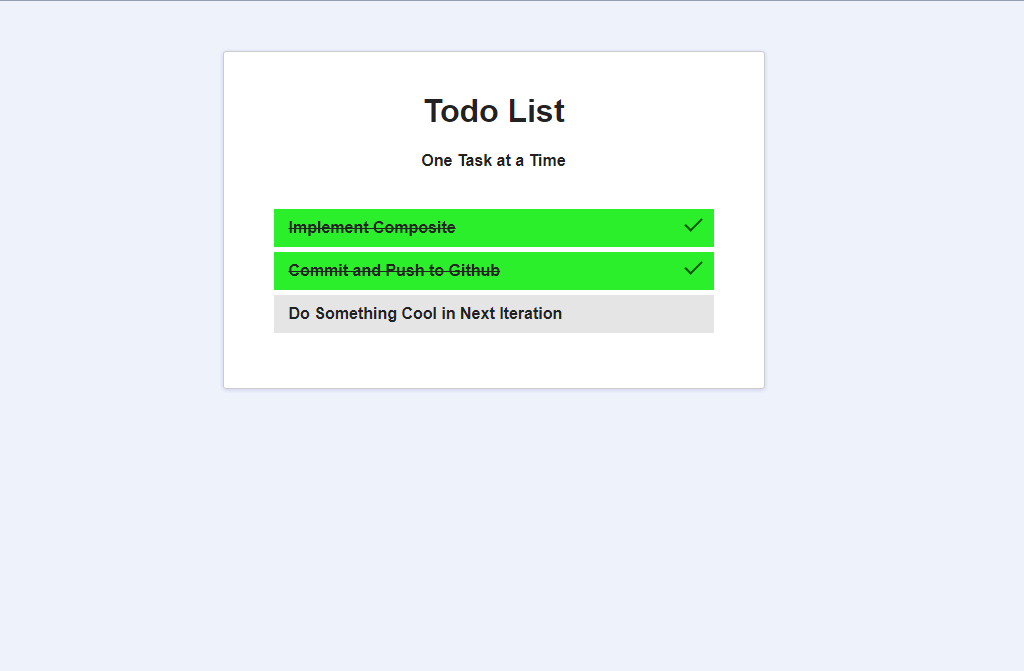 Todo List
One Task at a Time
Implement Composite
Commit and Push to Github
Do Something Cool in Next Iteration